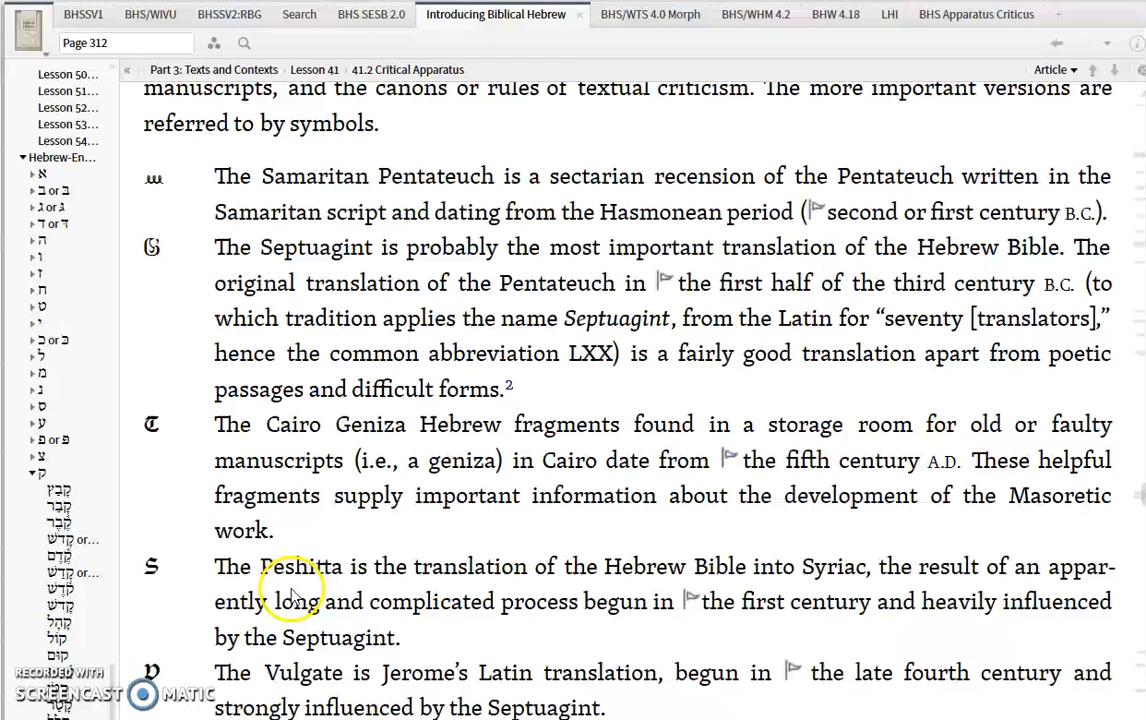 BHSSV1 BHS/WIVU BHSSV2:RBG Search BHS SESB 2.0 Introducing Biblical Hebrew × BHS/WTS 4.0 Morph BHS/WHM 4.2 BHW 4.18 LHI BHS Apparatus Criticus +
Page 312
« Part 3: Texts and Contexts › Lesson 41 › 41.2 Critical Apparatus Article
Lesson 50...
Lesson 51...
Lesson 52...
Lesson 53...
Lesson 54...
Hebrew-En...
א
ב or בּ
ג or גּ
ד or דּ
ה
ו
ז
ח
ט
י
כ or כּ
ל
מ
נ
ס
ע
פ or פּ
צ
ק
קָבַץ
קָבַר
קֶבֶר
קָדוֹשׁ or...
קֶדֶם
or...
קֹדֶשׁ
קָהָל
קוֹל
קוּם
קָטַר
manuscripts, and the canons or rules of textual criticism. The more important versions are
referred to by symbols.
The Samaritan Pentateuch is a sectarian recension of the Pentateuch written in the
Samaritan script and dating from the Hasmonean period (second or first century B.C.).
𝔊 The Septuagint is probably the most important translation of the Hebrew Bible. The
original translation of the Pentateuch in the first half of the third century B.C. (to
which tradition applies the name Septuagint, from the Latin for “seventy [translators],”
hence the common abbreviation LXX) is a fairly good translation apart from poetic
passages and difficult forms.2
𝕿 The Cairo Geniza Hebrew fragments found in a storage room for old or faulty
manuscripts (i.e., a geniza) in Cairo date from the fifth century A.D. These helpful
fragments supply important information about the development of the Masoretic
work.
S The Peshitta is the translation of the Hebrew Bible into Syriac, the result of an appar-
ently long and complicated process begun in the first century and heavily influenced
by the Septuagint.
𝖁 The Vulgate is Jerome’s Latin translation, begun in the late fourth century and
strongly influenced by the Septuagint.
RECORDED WITH
SCREENCAST MATIC